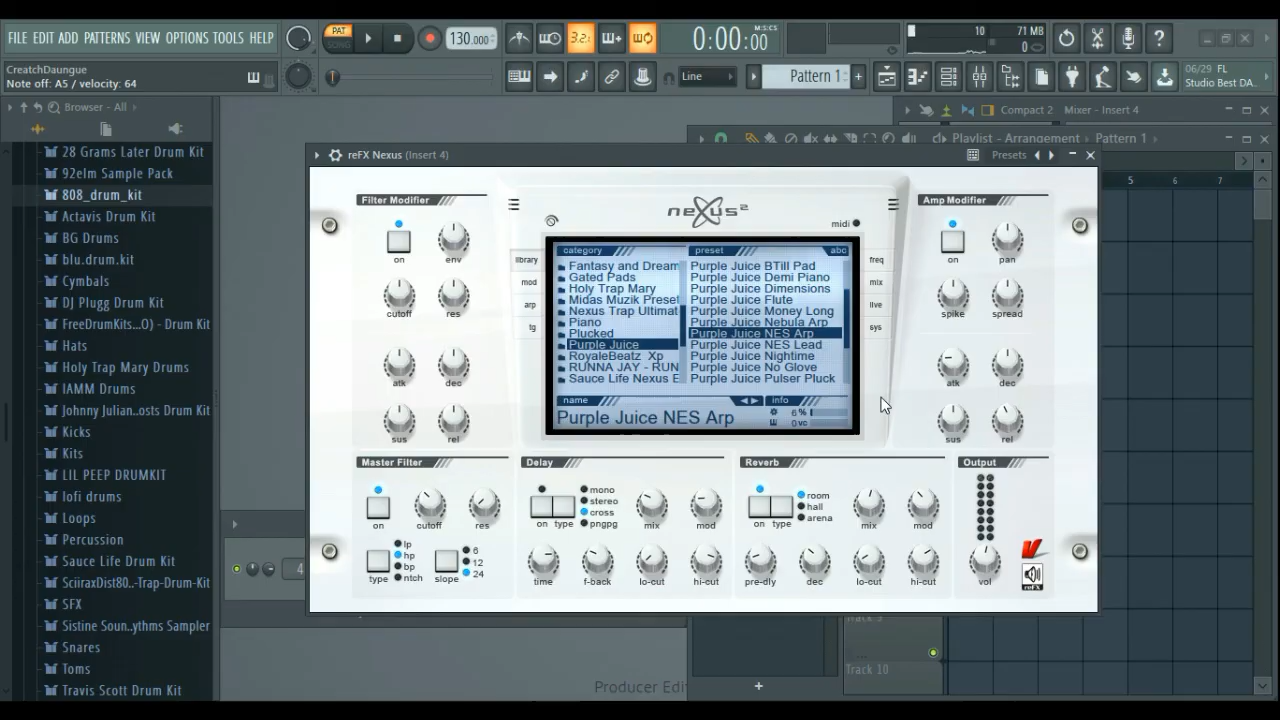 FILE EDIT ADD PATTERNS VIEW OPTIONS TOOLS HELP
PAT
SONG
130.000
3.2
0:00:00
M:S:CS
10
71 MB
0
CreatchDaungue
Note off: A5 / velocity: 64
Line
Pattern 1
06/29 FL
Studio Best DA..
Browser - All
Compact 2
Mixer - Insert 4
Playlist - Arrangement
Pattern 1
5 6 7
28 Grams Later Drum Kit
92elm Sample Pack
808_drum_kit
Actavis Drum Kit
BG Drums
blu.drum.kit
Cymbals
DJ Plugg Drum Kit
FreeDrumKits...O) - Drum Kit
Hats
Holy Trap Mary Drums
IAMM Drums
Johnny Julian...osts Drum Kit
Kicks
Kits
LIL PEEP DRUMKIT
lofi drums
Loops
Percussion
Sauce Life Drum Kit
SciiraxDist80..-Trap-Drum-Kit
SFX
Sistine Soun..ythms Sampler
Snares
Toms
Travis Scott Drum Kit
reFX Nexus (Insert 4)
Presets
Filter Modifier
on
env
cutoff
res
atk
dec
sus
rel
nexus²
midi
library
mod
arp
tg
freq
mix
live
sys
category
preset
abc
Fantasy and Dream
Gated Pads
Holy Trap Mary
Midas Muzik Preset
Nexus Trap Ultimat
Piano
Plucked
Purple Juice
RoyaleBeatz Xp
RUNNA JAY - RUN
Sauce Life Nexus E
Purple Juice BTill Pad
Purple Juice Demi Piano
Purple Juice Dimensions
Purple Juice Flute
Purple Juice Money Long
Purple Juice Nebula Arp
Purple Juice NES Arp
Purple Juice NES Lead
Purple Juice Nightime
Purple Juice No Glove
Purple Juice Pulser Pluck
name
info
Purple Juice NES Arp
6 %
0vc
Amp Modifier
on
pan
spike
spread
atk
dec
sus
rel
Master Filter
on
cutoff
res
type
lp
hp
bp
ntch
slope
6
12
24
Delay
on
type
mono
stereo
cross
pngpg
mix
mod
time
f-back
lo-cut
hi-cut
Reverb
on
type
room
hall
arena
mix
mod
pre-dly
dec
lo-cut
hi-cut
Output
vol
reFX
4
Track 10
Producer Edi